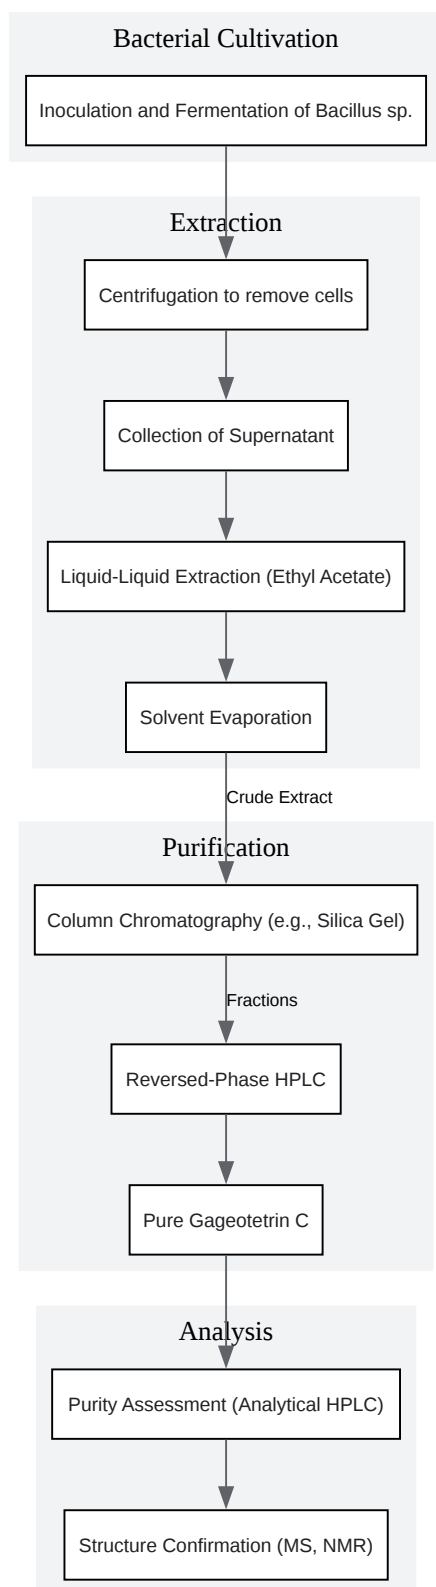 Bacterial Cultivation
Inoculation and Fermentation of Bacillus sp.
Extraction
Centrifugation to remove cells
Collection of Supernatant
Liquid-Liquid Extraction (Ethyl Acetate)
Solvent Evaporation
Crude Extract
Purification
Column Chromatography (e.g., Silica Gel)
Fractions
Reversed-Phase HPLC
Pure Gageotetrin C
Analysis
Purity Assessment (Analytical HPLC)
Structure Confirmation (MS, NMR)